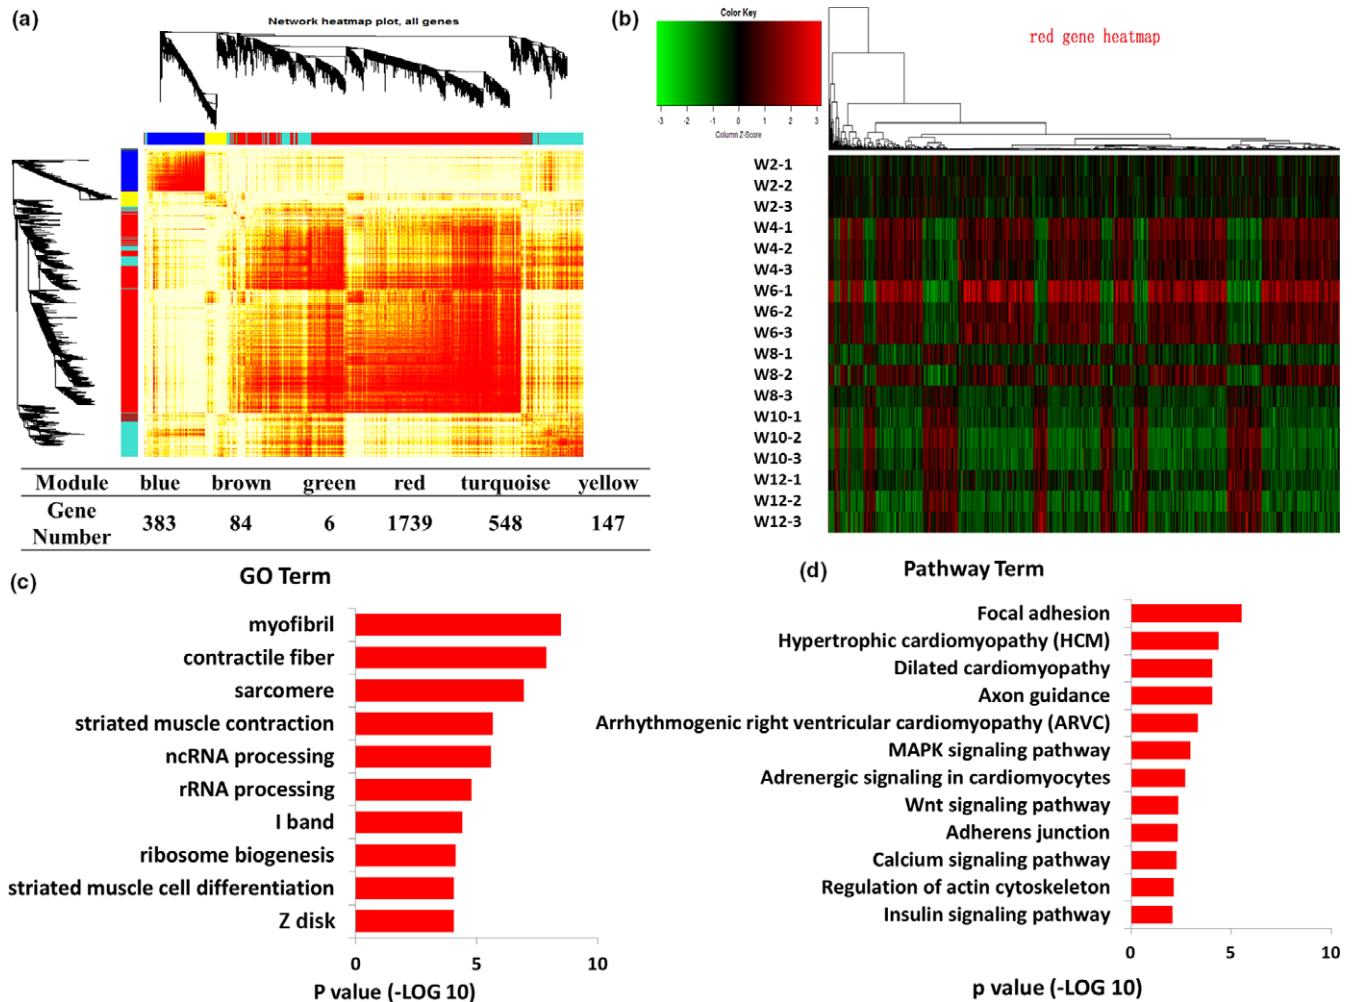 (a)
Network heatmap plot, all genes
Module blue brown green red turquoise yellow
Gene Number 383 84 6 1739 548 147
(b)
Color Key
-3 -2 -1 0 1 2 3
Column Z-Score
red gene heatmap
W2-1
W2-2
W2-3
W4-1
W4-2
W4-3
W6-1
W6-2
W6-3
W8-1
W8-2
W8-3
W10-1
W10-2
W10-3
W12-1
W12-2
W12-3
(c)
GO Term
myofibril
contractile fiber
sarcomere
striated muscle contraction
ncRNA processing
rRNA processing
I band
ribosome biogenesis
striated muscle cell differentiation
Z disk
0 5 10
P value (-LOG 10)
(d)
Pathway Term
Focal adhesion
Hypertrophic cardiomyopathy (HCM)
Dilated cardiomyopathy
Axon guidance
Arrhythmogenic right ventricular cardiomyopathy (ARVC)
MAPK signaling pathway
Adrenergic signaling in cardiomyocytes
Wnt signaling pathway
Adherens junction
Calcium signaling pathway
Regulation of actin cytoskeleton
Insulin signaling pathway
0 5 10
p value (-LOG 10)